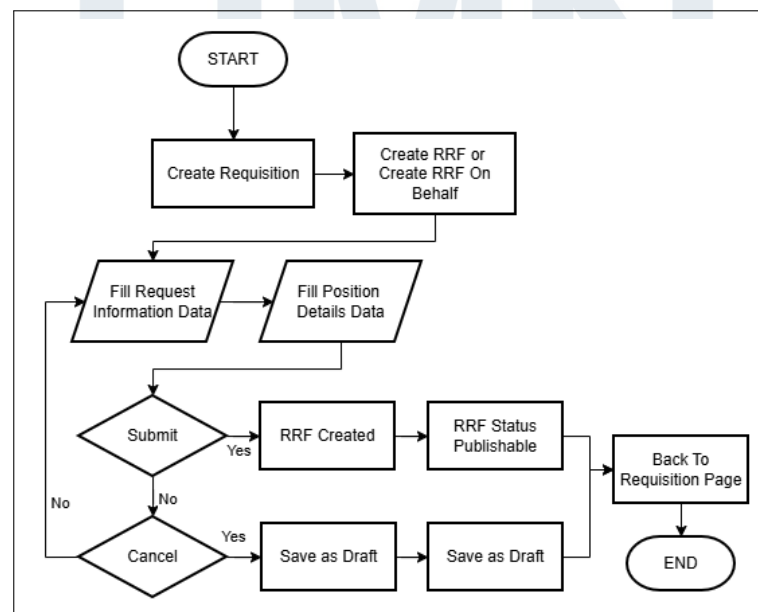 START
Create Requisition
Create RRF or
Create RRF On
Behalf
Fill Request
Information Data
Fill Position
Details Data
Submit
Yes
RRF Created
RRF Status
Publishable
Back To
Requisition Page
No
No
Cancel
Yes
Save as Draft
Save as Draft
END